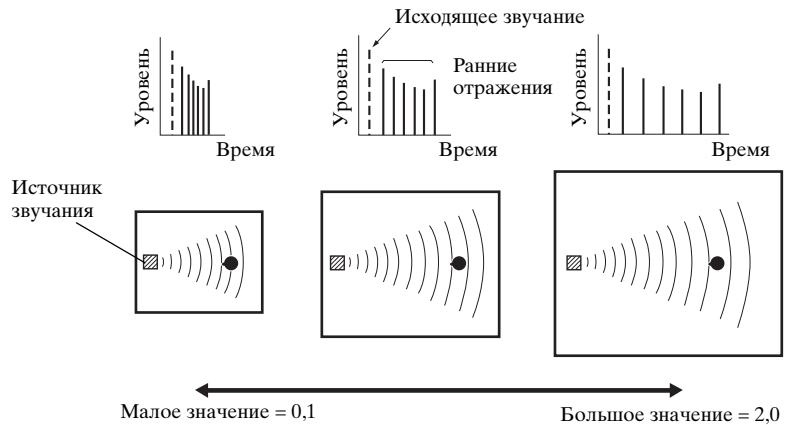 Исходящее звучание
Уровень
Время
Уровень
Ранние
отражения
Время
Уровень
Время
Источник
звучания
Малое значение = 0,1
Большое значение = 2,0